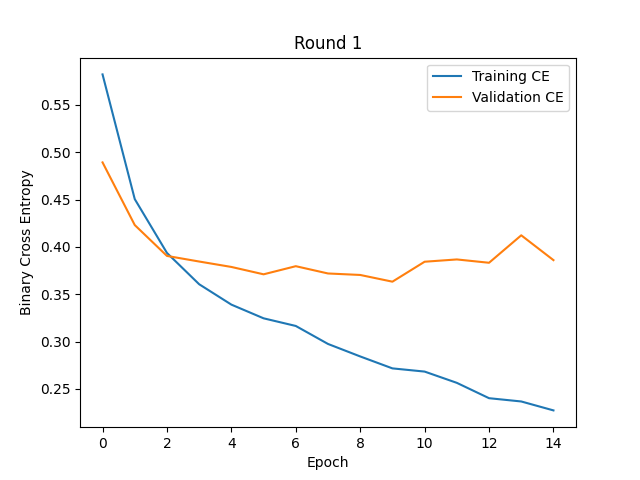 Round 1
Training CE
Validation CE
Binary Cross Entropy
0.55
0.50
0.45
0.40
0.35
0.30
0.25
0 2 4 6 8 10 12 14
Epoch